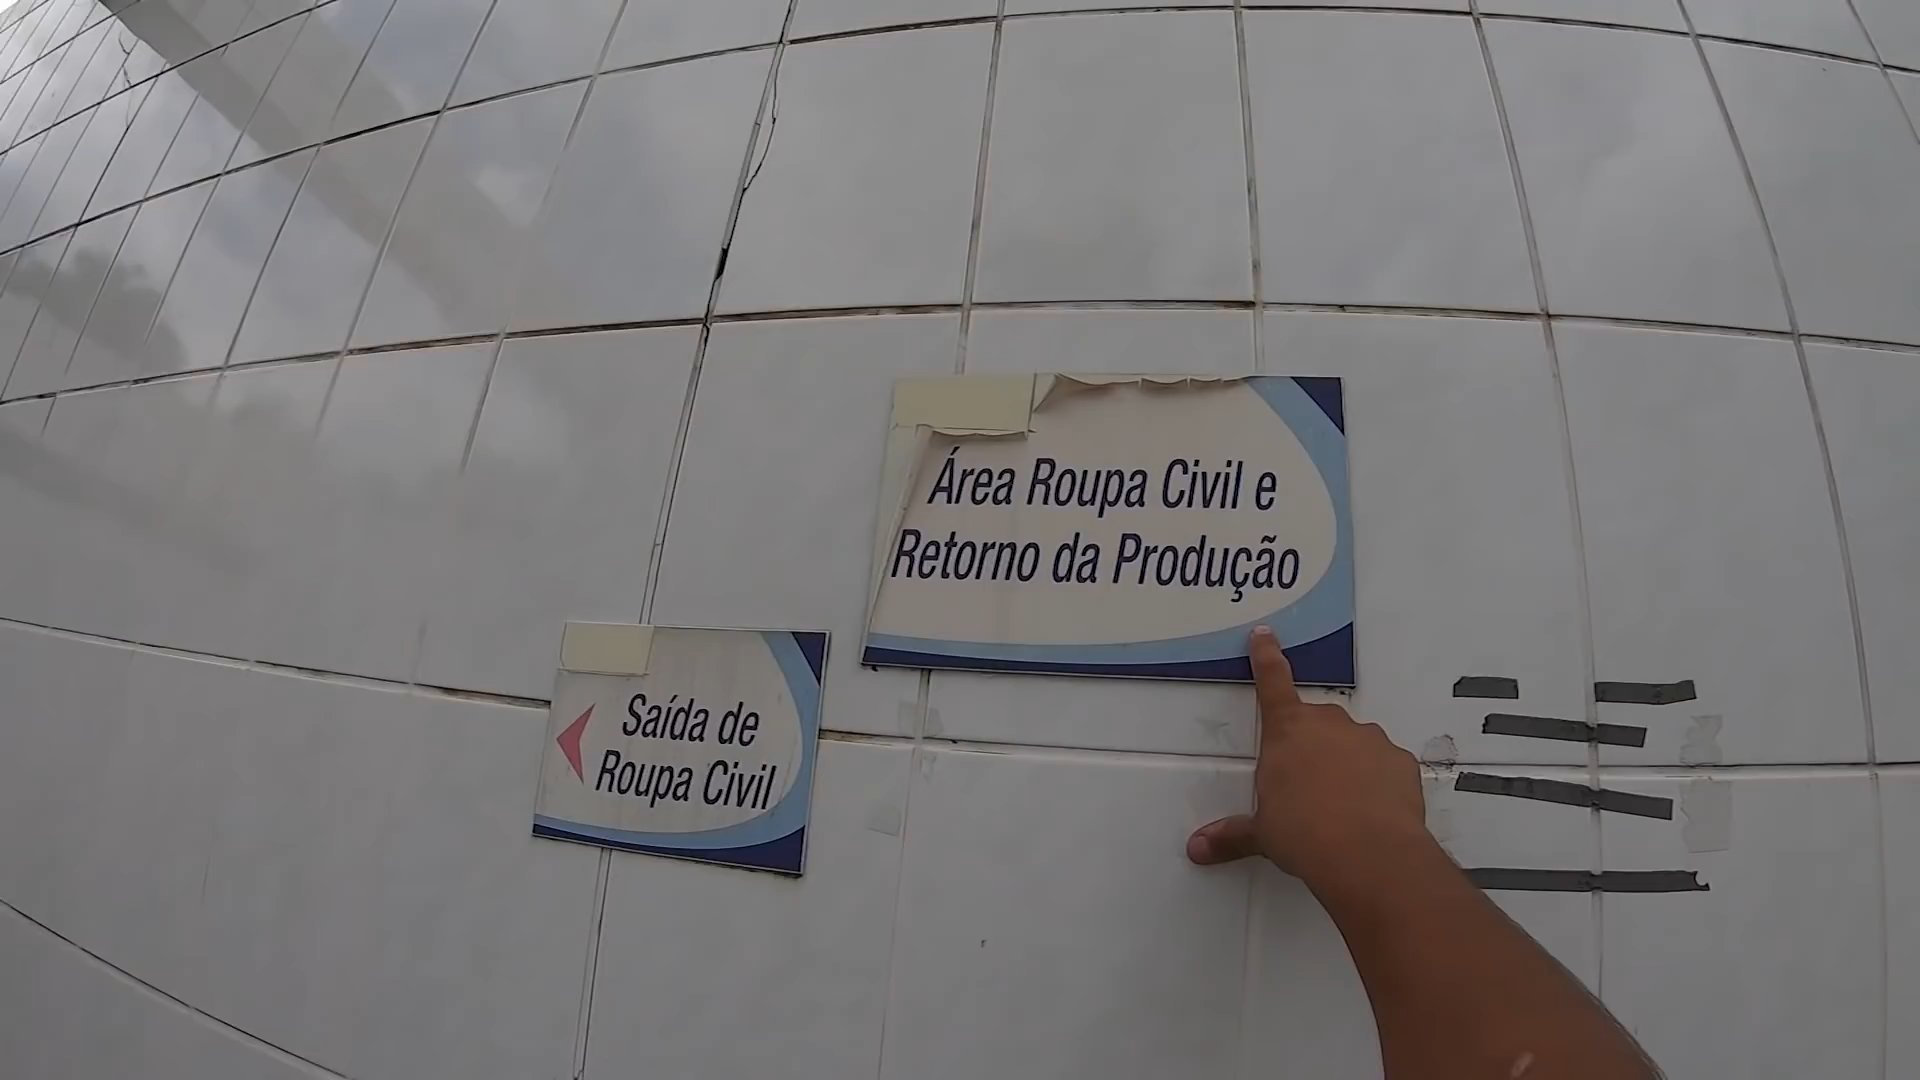 Área Roupa Civil e
Retorno da Produção
Saída de
Roupa Civil